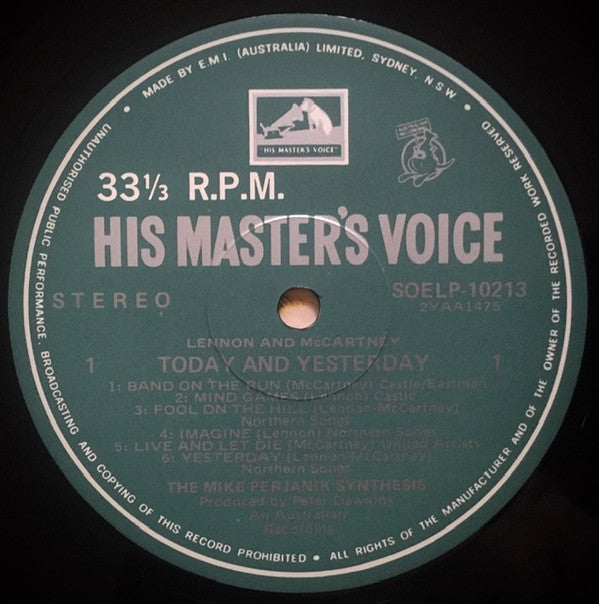 MADE BY E.M.I. (AUSTRALIA) LIMITED, SYDNEY, N.S.W •
UNAUTHORISED PUBLIC PERFORMANCE. BROADCASTING AND COPYING OF THIS RECORD PROHIBITED • ALL RIGHTS OF THE MANUFACTURER AND OF THE OWNER OF THE RECORDED WORK RESERVED •
"HIS MASTER'S VOICE"
AUSTRALIAN
RECORDING
33⅓ R.P.M.
HIS MASTER'S VOICE
STEREO
SOELP-10213
2YAA1475
LENNON AND McCARTNEY
1 TODAY AND YESTERDAY 1
1: BAND ON THE RUN (McCartney) Castle/Eastman
2: MIND GAMES (Lennon) Castle
3: FOOL ON THE HILL (Lennon-McCartney)
Northern Songs
4: IMAGINE (Lennon) Northern Songs
5: LIVE AND LET DIE (McCartney) United Artists
6: YESTERDAY (Lennon-McCartney)
Northern Songs
THE MIKE PERJANIK SYNTHESIS
Produced by Peter Dawkins
An Australian
Recording